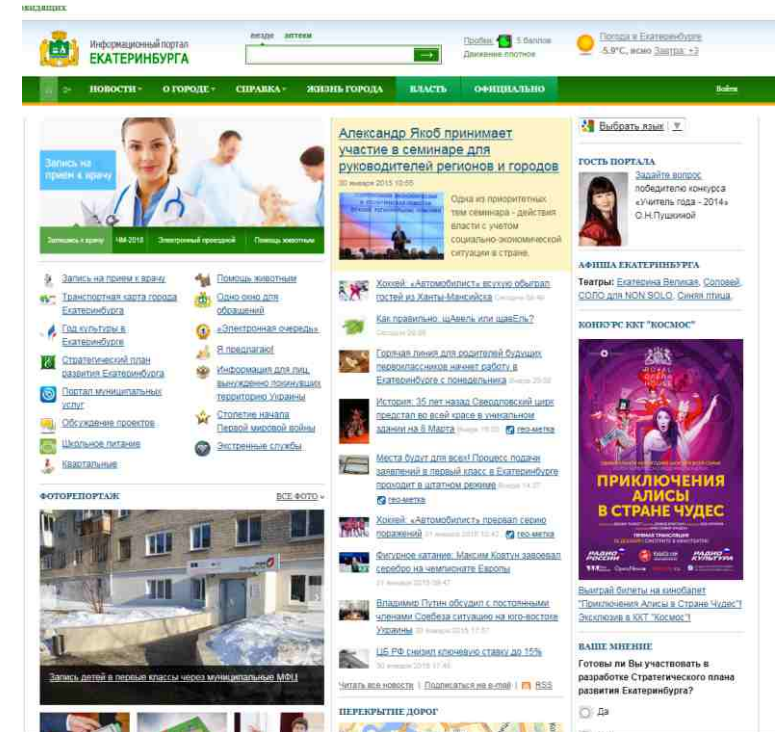 овидящих
Информационный портал
ЕКАТЕРИНБУРГА
везде аптеки
Пробки: 5 баллов
Движение плотное
Погода в Екатеринбурге
-5.9°C, ясно Завтра: +3
НОВОСТИ
О ГОРОДЕ
СПРАВКА
ЖИЗНЬ ГОРОДА
ВЛАСТЬ
ОФИЦИАЛЬНО
Войти
Запись на
прием к врачу
Запишись к врачу
ЧМ-2018
Электронный проездной
Помощь животным
Запись на прием к врачу
Транспортная карта города
Екатеринбурга
Год культуры в
Екатеринбурге
Стратегический план
развития Екатеринбурга
Портал муниципальных
услуг
Обсуждение проектов
Школьное питание
Квартальные
Помощь животным
Одно окно для
обращений
«Электронная очередь»
Я предлагаю!
Информация для лиц,
вынужденно покинувших
территорию Украины
Столетие начала
Первой мировой войны
Экстренные службы
ФОТОРЕПОРТАЖ
ВСЕ ФОТО »
Запись детей в первые классы через муниципальные МФЦ
Александр Якоб принимает
участие в семинаре для
руководителей регионов и городов
30 января 2015 10:55
Одна из приоритетных
тем семинара - действия
власти с учетом
социально-экономической
ситуации в стране.
Хоккей: «Автомобилист» всухую обыграл
гостей из Ханты-Мансийска
Как правильно: щАвель или щавЕль?
Горячая линия для родителей будущих
первоклассников начнет работу в
Екатеринбурге с понедельника
История: 35 лет назад Свердловский цирк
предстал во всей красе в уникальном
здании на 8 Марта гео-метка
Места будут для всех! Процесс подачи
заявлений в первый класс в Екатеринбурге
проходит в штатном режиме
гео-метка
Хоккей: «Автомобилист» прервал серию
поражений гео-метка
Фигурное катание: Максим Ковтун завоевал
серебро на чемпионате Европы
Владимир Путин обсудил с постоянными
членами Совбеза ситуацию на юго-востоке
Украины
ЦБ РФ снизил ключевую ставку до 15%
Читать все новости | Подписаться на e-mail | RSS
ПЕРЕКРЫТИЕ ДОРОГ
Выбрать язык
ГОСТЬ ПОРТАЛА
Задайте вопрос
победителю конкурса
«Учитель года - 2014»
О.Н.Пушкиной
АФИША ЕКАТЕРИНБУРГА
Театры: Екатерина Великая, Соловей,
СОЛО для NON SOLO, Синяя птица.
КОНКУРС ККТ "КОСМОС"
ROYAL
OPERA
HOUSE
ПРИКЛЮЧЕНИЯ
АЛИСЫ
В СТРАНЕ ЧУДЕС
ПРЯМАЯ ТРАНСЛЯЦИЯ
РАДИО
РОССИИ
РАДИО
КУЛЬТУРА
Выиграй билеты на кинобалет
"Приключения Алисы в Стране Чудес"!
Эксклюзив в ККТ "Космос"!
ВАШЕ МНЕНИЕ
Готовы ли Вы участвовать в
разработке Стратегического плана
развития Екатеринбурга?
Да